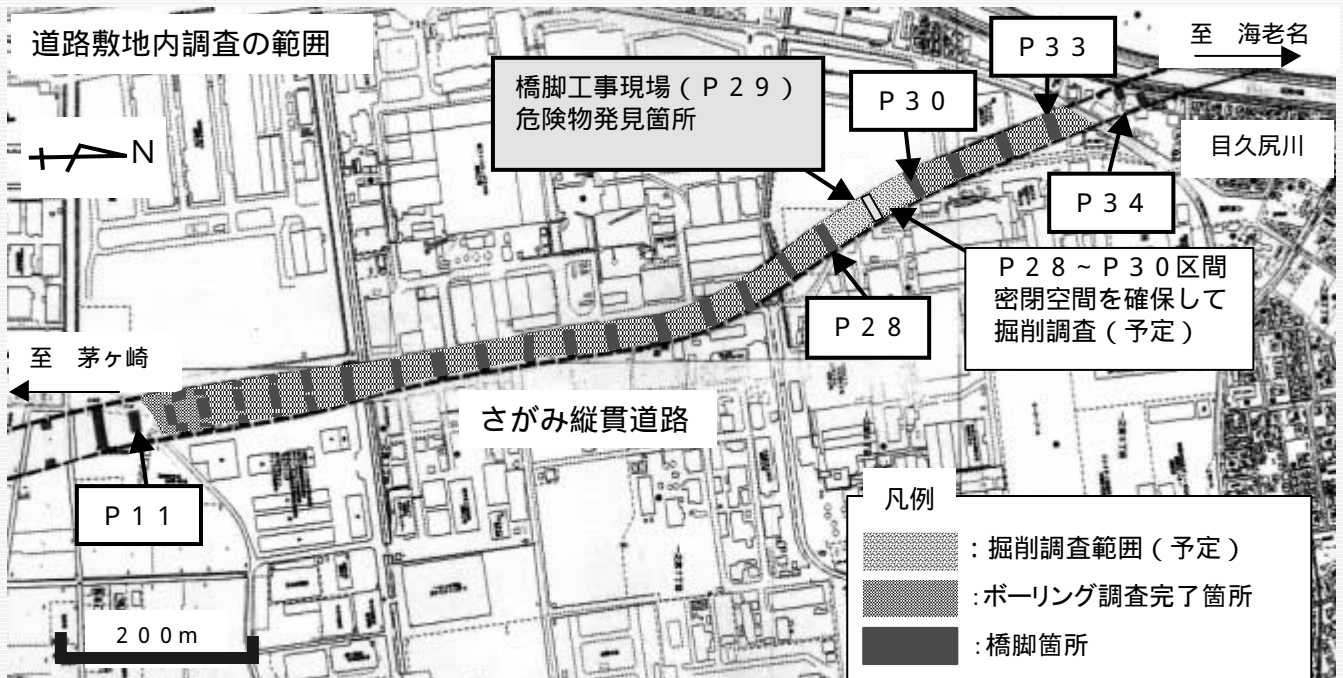 道路敷地内調査の範囲
N
橋脚工事現場(P29)
危険物発見箇所
P30
P33
至 海老名
目久尻川
P34
P28~P30区間
密閉空間を確保して
掘削調査(予定)
P28
至 茅ヶ崎
さがみ縦貫道路
P11
200m
凡例
:掘削調査範囲(予定)
:ボーリング調査完了箇所
:橋脚箇所